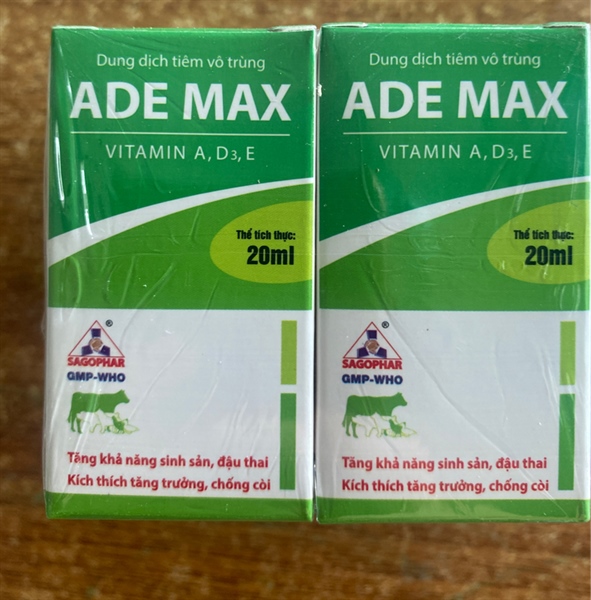 Dung dịch tiêm vô trùng
ADE MAX
VITAMIN A, D3, E
Thể tích thực:
20ml
®
SAGOPHAR
GMP-WHO
Tăng khả năng sinh sản, đậu thai
Kích thích tăng trưởng, chống còi
Dung dịch tiêm vô trùng
ADE MAX
VITAMIN A, D3, E
Thể tích thực:
20ml
®
SAGOPHAR
GMP-WHO
Tăng khả năng sinh sản, đậu thai
Kích thích tăng trưởng, chống còi